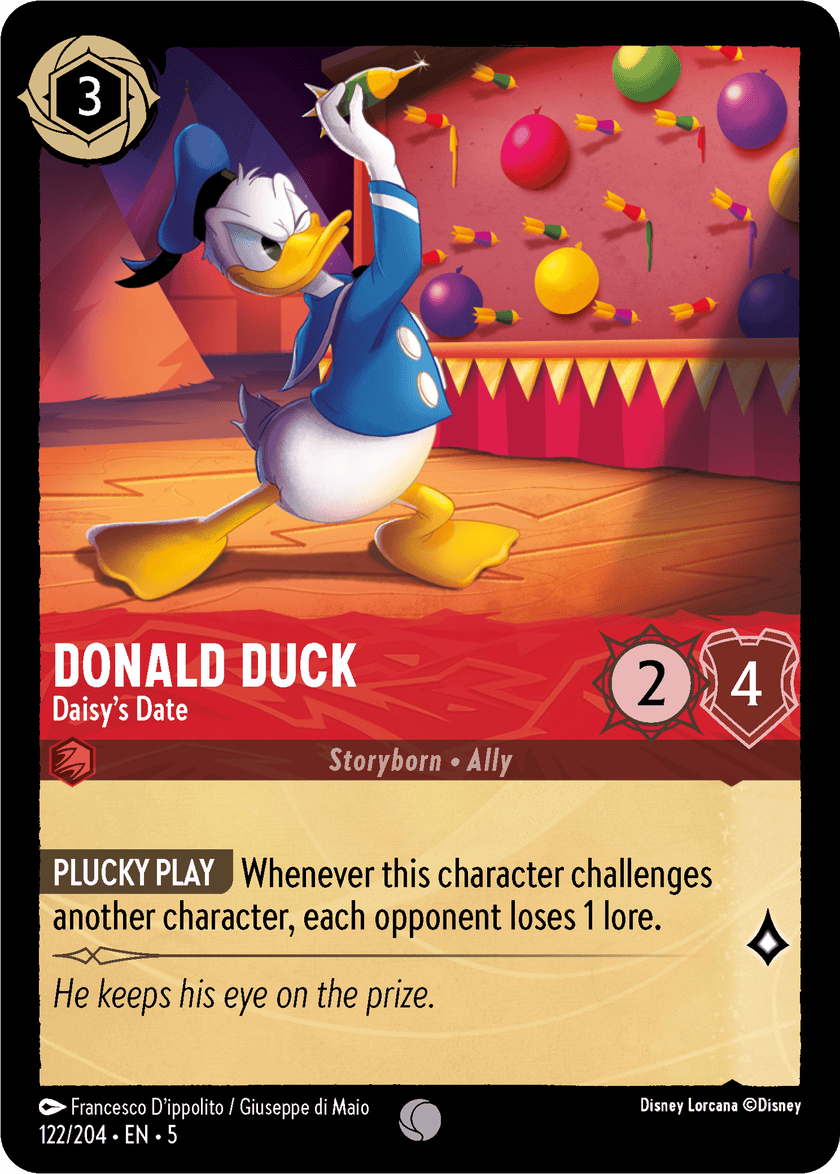 3
DONALD DUCK
Daisy's Date
2
4
Storyborn • Ally
PLUCKY PLAY Whenever this character challenges
another character, each opponent loses 1 lore.
He keeps his eye on the prize.
Francesco D'ippolito / Giuseppe di Maio
Disney Lorcana ©Disney
122/204 • EN • 5